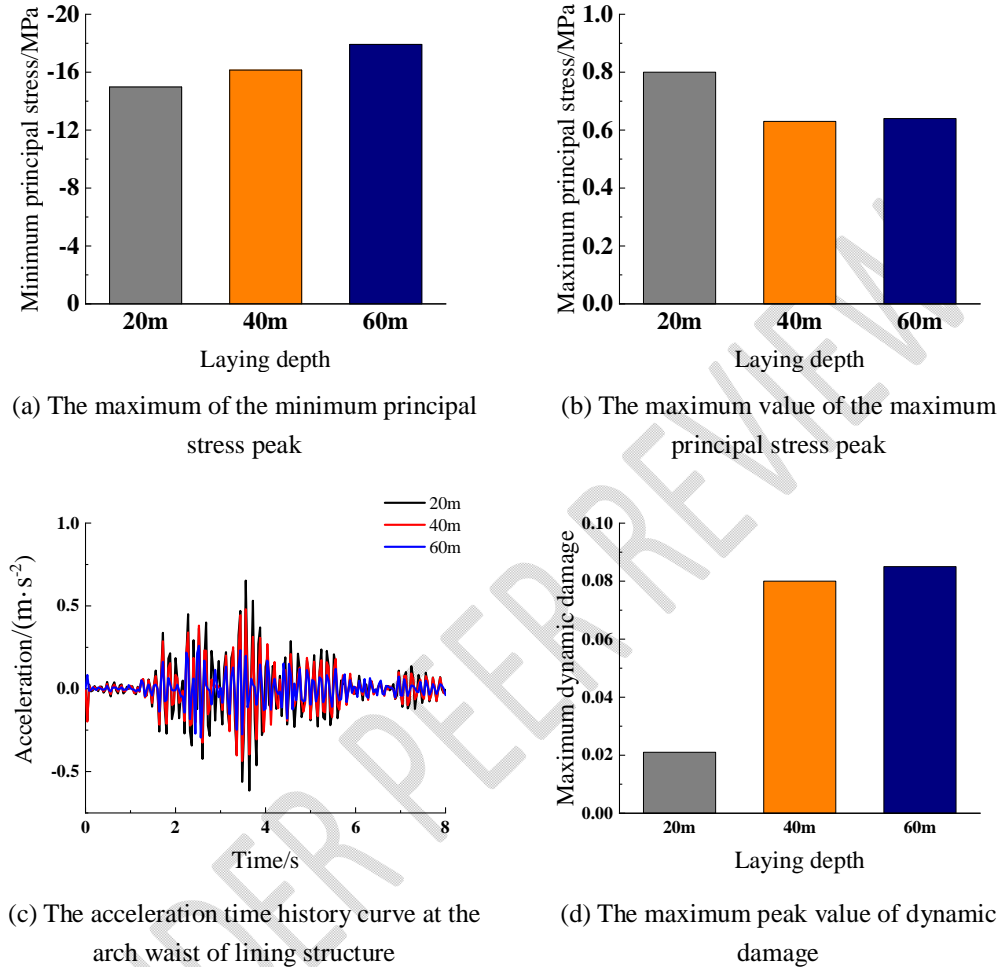 -20
-16
-12
-8
-4
0
Minimum principal stress/MPa
20m 40m 60m
Laying depth
(a) The maximum of the minimum principal
stress peak
1.0
0.8
0.6
0.4
0.2
0.0
Maximum principal stress/MPa
20m 40m 60m
Laying depth
(b) The maximum value of the maximum
principal stress peak
1.0
0.5
0.0
-0.5
Acceleration/(m·s-2)
20m
40m
60m
0 2 4 6 8
Time/s
(c) The acceleration time history curve at the
arch waist of lining structure
0.10
0.08
0.06
0.04
0.02
0.00
Maximum dynamic damage
20m 40m 60m
Laying depth
(d) The maximum peak value of dynamic
damage
DER PEER REVIEW